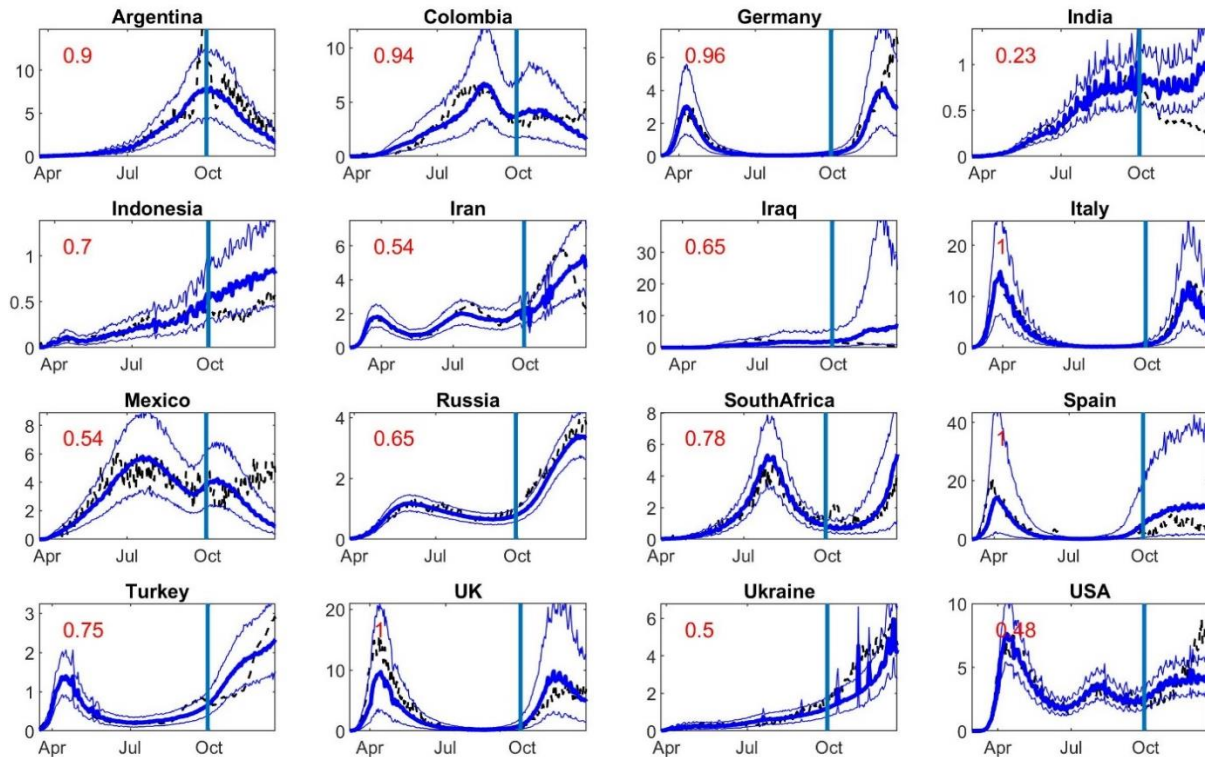 Argentina
Colombia
Germany
India
0.9
0.94
0.96
0.23
10
5
0
Apr Jul Oct
10
5
0
Apr Jul Oct
6
4
2
0
Apr Jul Oct
1
0.5
0
Apr Jul Oct
Indonesia
Iran
Iraq
Italy
0.7
0.54
0.65
1
1
0.5
0
Apr Jul Oct
6
4
2
0
Apr Jul Oct
30
20
10
0
Apr Jul Oct
20
10
0
Apr Jul Oct
Mexico
Russia
SouthAfrica
Spain
0.54
0.65
0.78
1
8
6
4
2
0
Apr Jul Oct
4
2
0
Apr Jul Oct
8
6
4
2
0
Apr Jul Oct
40
20
0
Apr Jul Oct
Turkey
UK
Ukraine
USA
0.75
1
0.5
0.48
3
2
1
0
Apr Jul Oct
20
10
0
Apr Jul Oct
6
4
2
0
Apr Jul Oct
10
5
0
Apr Jul Oct